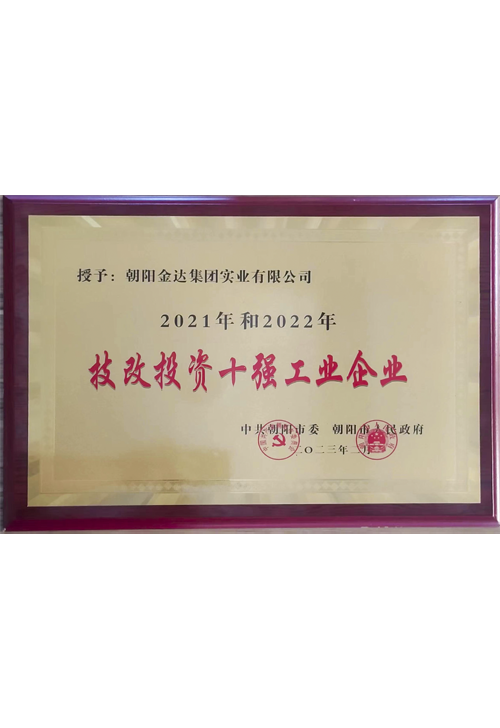 授予：朝阳金达集团实业有限公司
2021年和2022年
技改投资十强工业企业
中共朝阳市委 朝阳市人民政府
二〇二三年二月